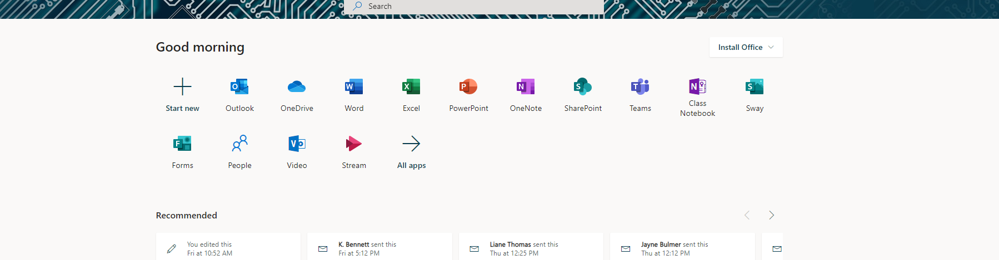 Search
Good morning
Install Office
Start new
Outlook
OneDrive
Word
Excel
PowerPoint
OneNote
SharePoint
Teams
Class
Notebook
Sway
Forms
People
Video
Stream
All apps
Recommended
You edited this
Fri at 10:52 AM
K. Bennett sent this
Fri at 5:12 PM
Liane Thomas sent this
Thu at 12:25 PM
Jayne Bulmer sent this
Thu at 12:12 PM